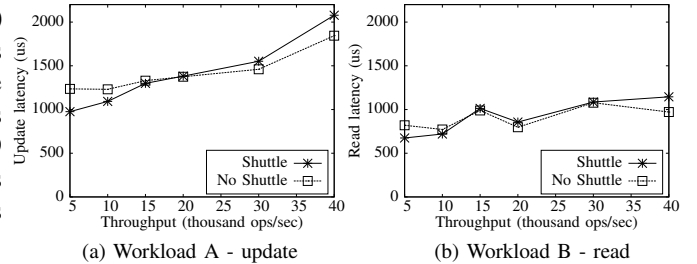 2000
1500
1000
500
0
Update latency (us)
Shuttle
No Shuttle
5 10 15 20 25 30 35 40
Throughput (thousand ops/sec)
(a) Workload A - update
2000
1500
1000
500
0
Read latency (us)
Shuttle
No Shuttle
5 10 15 20 25 30 35 40
Throughput (thousand ops/sec)
(b) Workload B - read